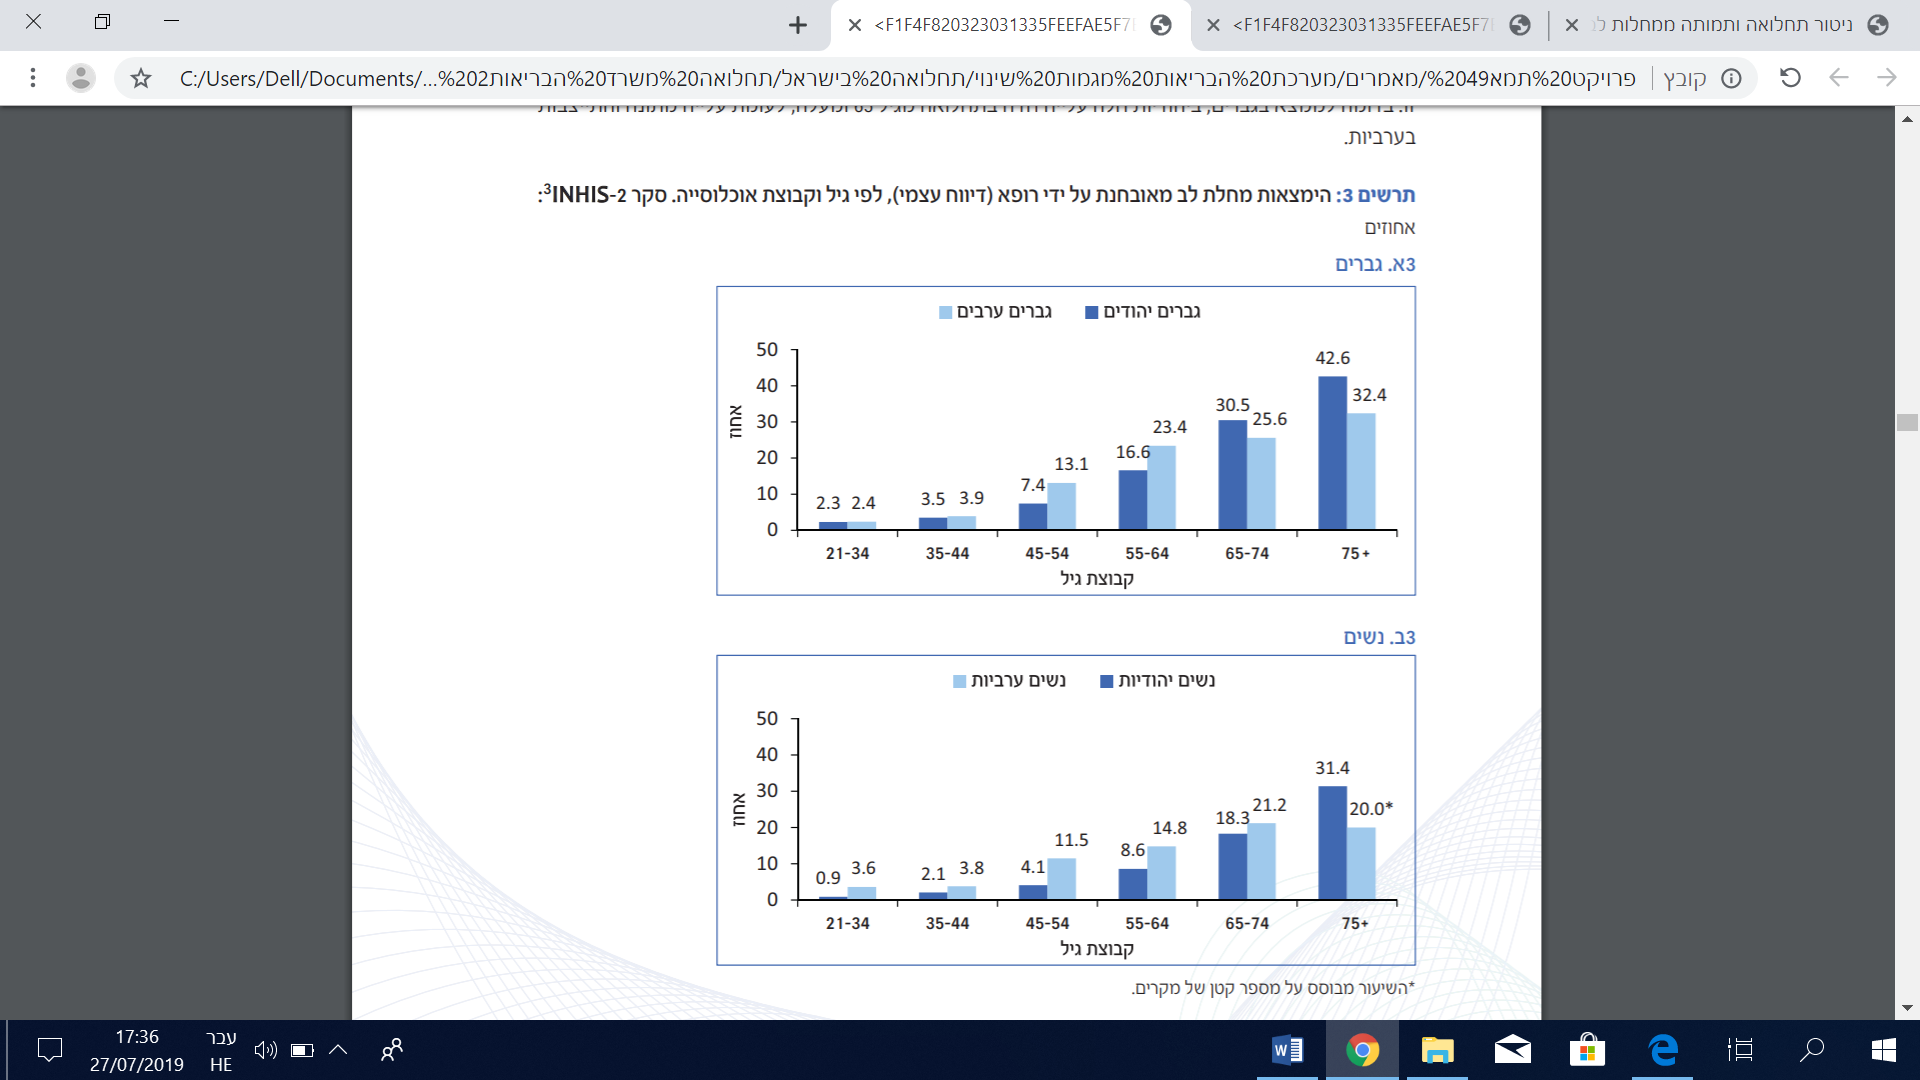 ניטור תחלואה ותמותה ממחלות
<F1F4F820323031335FEEFAE5F7
<F1F4F820323031335FEEFAE5F7
קובץ
C:/Users/Dell/Documents/...פרויקט%20תמא%2049/מאמרים/מערכת%20הבריאות%20מגמות%20שינוי/תחלואה%20בישראל/תחלואה%20משרד%20הבריאות%202
בערביות.
תרשים 3: הימצאות מחלת לב מאובחנת על ידי רופא (דיווח עצמי), לפי גיל וקבוצת אוכלוסייה. סקר INHIS-2³:
אחוזים
3א. גברים
גברים יהודים גברים ערבים
אחוז
50
40
30
20
10
0
2.3 2.4
3.5 3.9
7.4 13.1
16.6 23.4
30.5 25.6
42.6 32.4
21-34 35-44 45-54 55-64 65-74 75+
קבוצת גיל
3ב. נשים
נשים יהודיות נשים ערביות
אחוז
50
40
30
20
10
0
0.9 3.6
2.1 3.8
4.1 11.5
8.6 14.8
18.3 21.2
31.4 20.0*
21-34 35-44 45-54 55-64 65-74 75+
קבוצת גיל
*השיעור מבוסס על מספר קטן של מקרים.
17:36
27/07/2019
עבר
HE